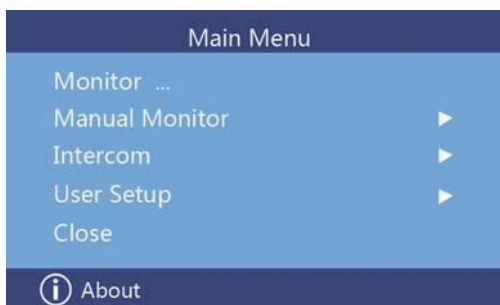 Main Menu
Monitor ...
Manual Monitor
Intercom
User Setup
Close
About